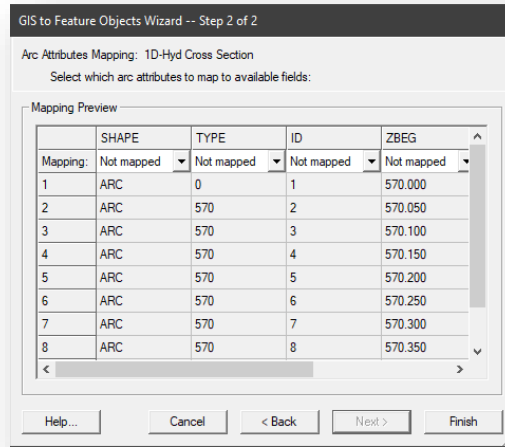 GIS to Feature Objects Wizard -- Step 2 of 2
Arc Attributes Mapping: 1D-Hyd Cross Section
Select which arc attributes to map to available fields:
Mapping Preview
SHAPE TYPE ID ZBEG
Mapping: Not mapped Not mapped Not mapped Not mapped
1 ARC 0 1 570.000
2 ARC 570 2 570.050
3 ARC 570 3 570.100
4 ARC 570 4 570.150
5 ARC 570 5 570.200
6 ARC 570 6 570.250
7 ARC 570 7 570.300
8 ARC 570 8 570.350
Help... Cancel < Back Next > Finish